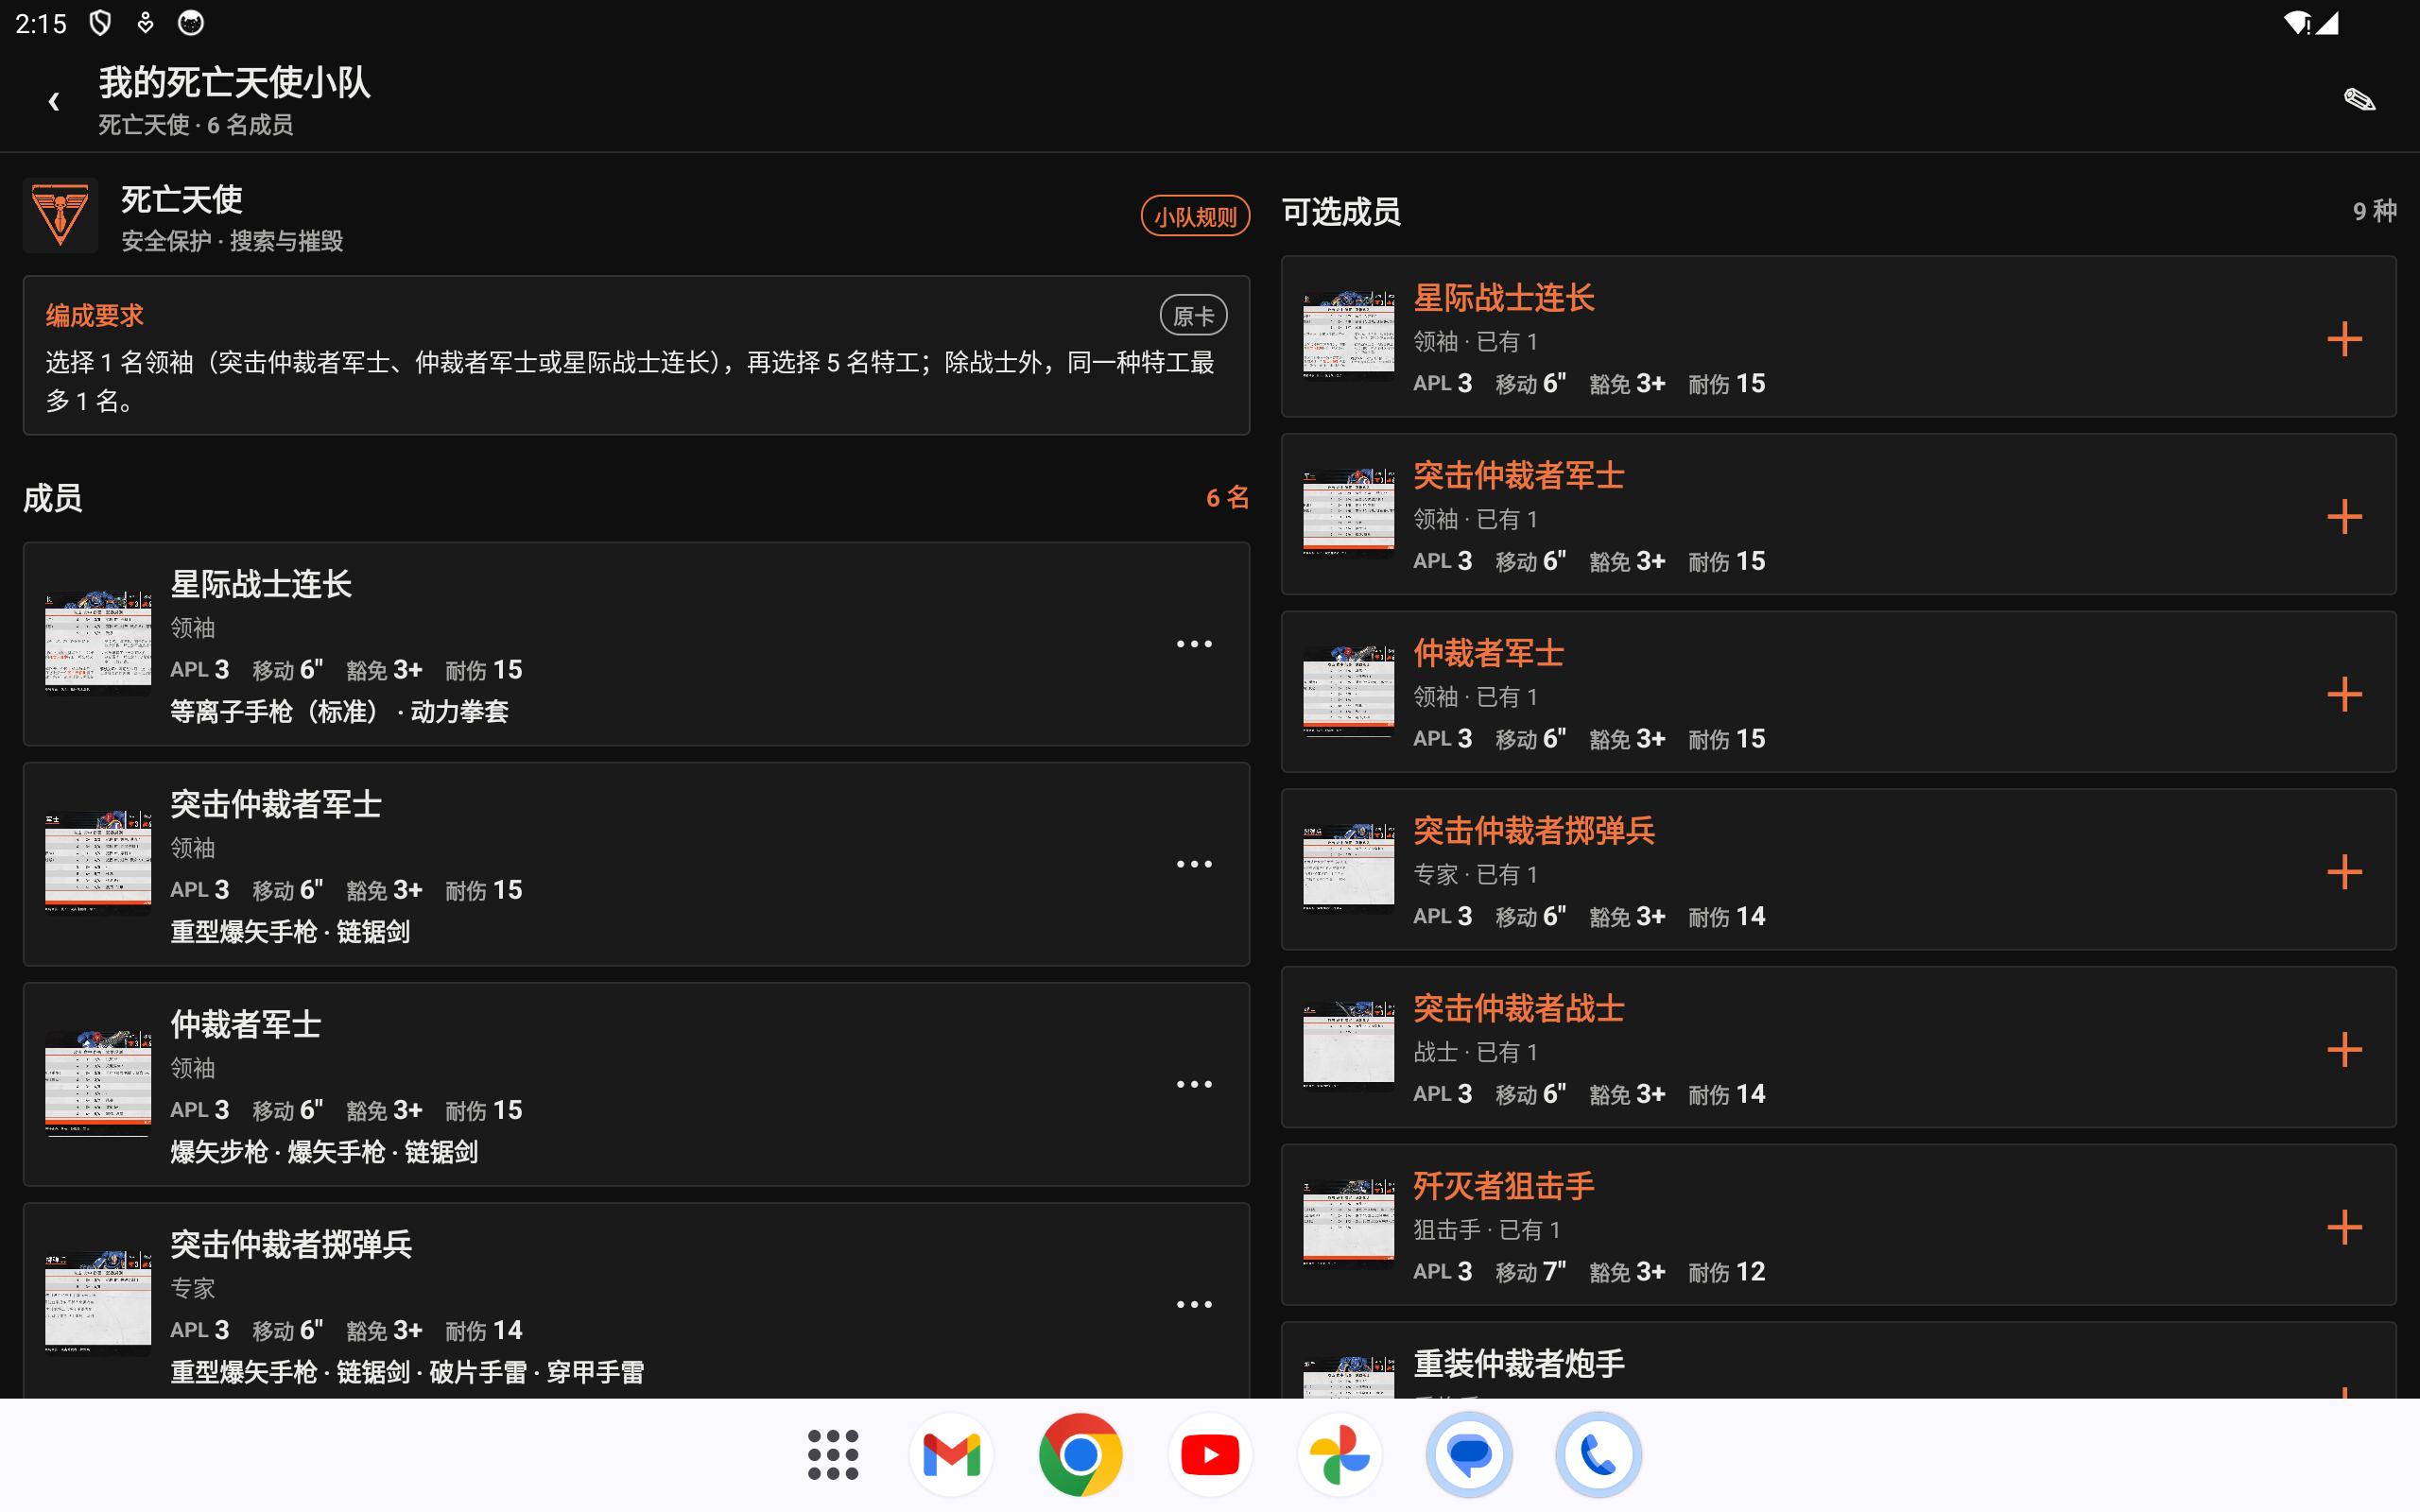 2:15
我的死亡天使小队
死亡天使 · 6 名成员
死亡天使
安全保护 · 搜索与摧毁
小队规则
编成要求
原卡
选择 1 名领袖（突击仲裁者军士、仲裁者军士或星际战士连长），再选择 5 名特工；除战士外，同一种特工最
多 1 名。
成员
6 名
星际战士连长
领袖
APL 3 移动 6" 豁免 3+ 耐伤 15
等离子手枪（标准） · 动力拳套
突击仲裁者军士
领袖
APL 3 移动 6" 豁免 3+ 耐伤 15
重型爆矢手枪 · 链锯剑
仲裁者军士
领袖
APL 3 移动 6" 豁免 3+ 耐伤 15
爆矢步枪 · 爆矢手枪 · 链锯剑
突击仲裁者掷弹兵
专家
APL 3 移动 6" 豁免 3+ 耐伤 14
重型爆矢手枪 · 链锯剑 · 破片手雷 · 穿甲手雷
可选成员
9 种
星际战士连长
领袖 · 已有 1
APL 3 移动 6" 豁免 3+ 耐伤 15
突击仲裁者军士
领袖 · 已有 1
APL 3 移动 6" 豁免 3+ 耐伤 15
仲裁者军士
领袖 · 已有 1
APL 3 移动 6" 豁免 3+ 耐伤 15
突击仲裁者掷弹兵
专家 · 已有 1
APL 3 移动 6" 豁免 3+ 耐伤 14
突击仲裁者战士
战士 · 已有 1
APL 3 移动 6" 豁免 3+ 耐伤 14
歼灭者狙击手
狙击手 · 已有 1
APL 3 移动 7" 豁免 3+ 耐伤 12
重装仲裁者炮手